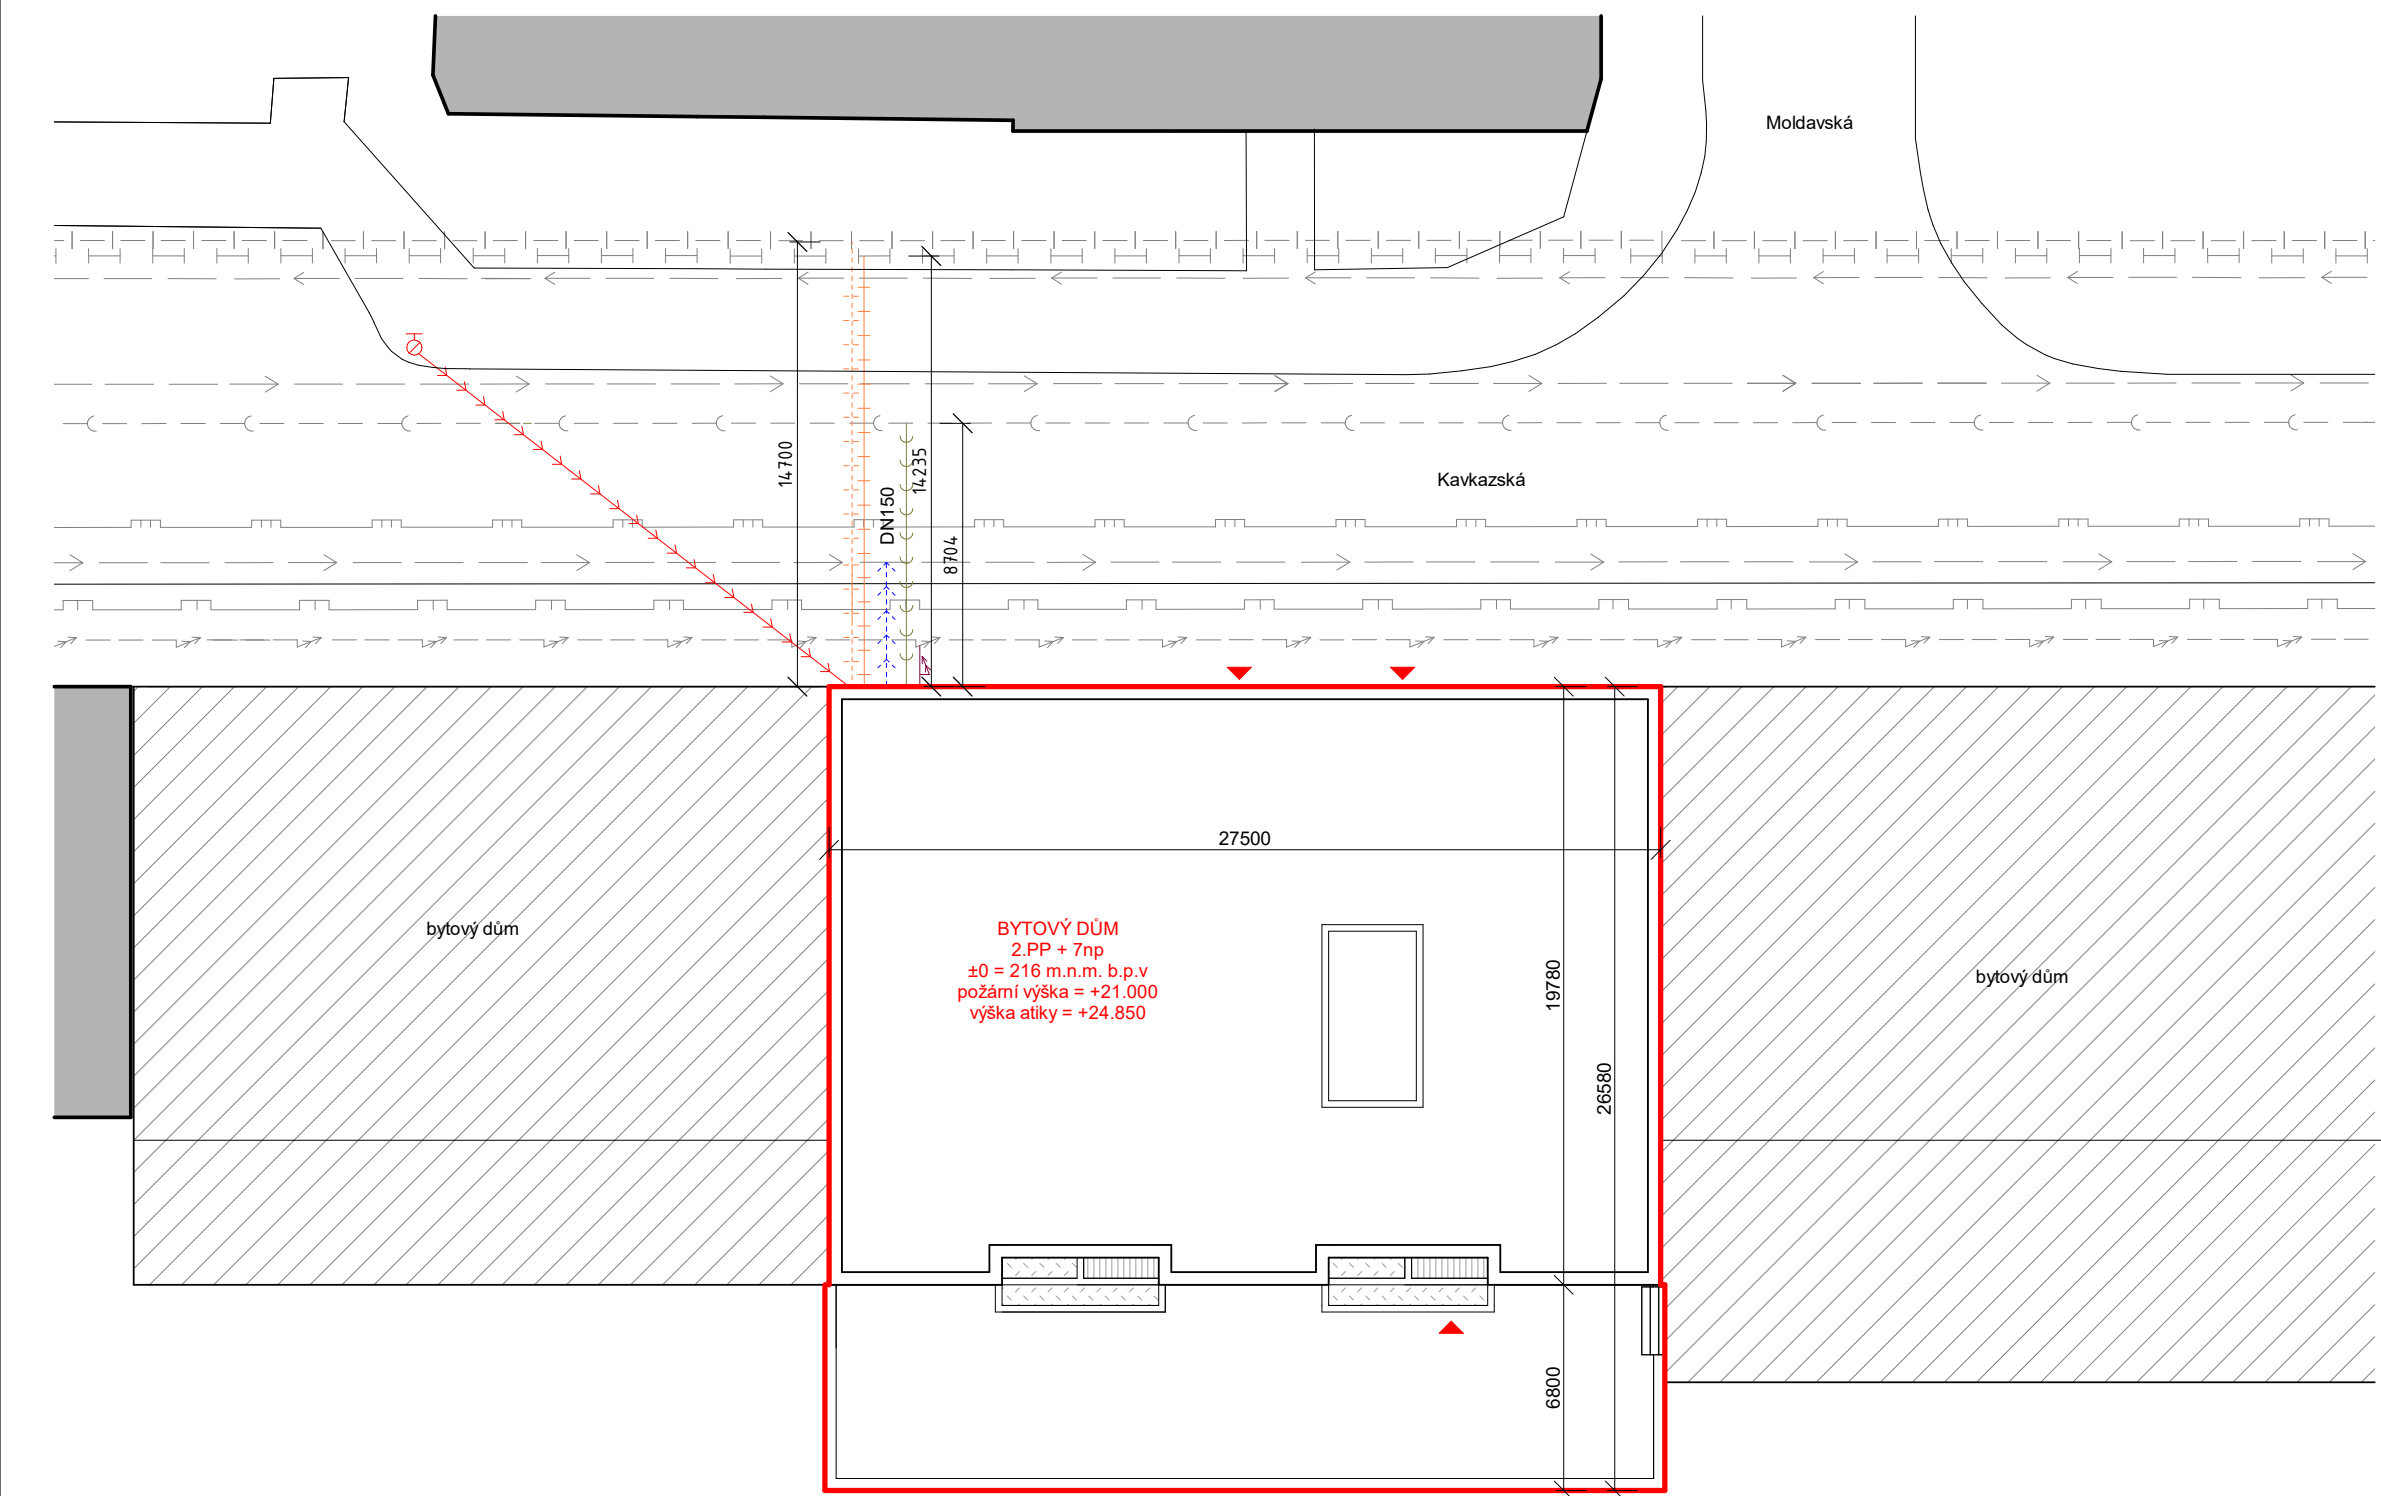 Moldavská
14700
14235
DN150
8704
Kavkazská
27500
bytový dům
BYTOVÝ DŮM
2.PP + 7np
±0 = 216 m.n.m. b.p.v
požární výška = +21.000
výška atiky = +24.850
19780
26580
bytový dům
6800